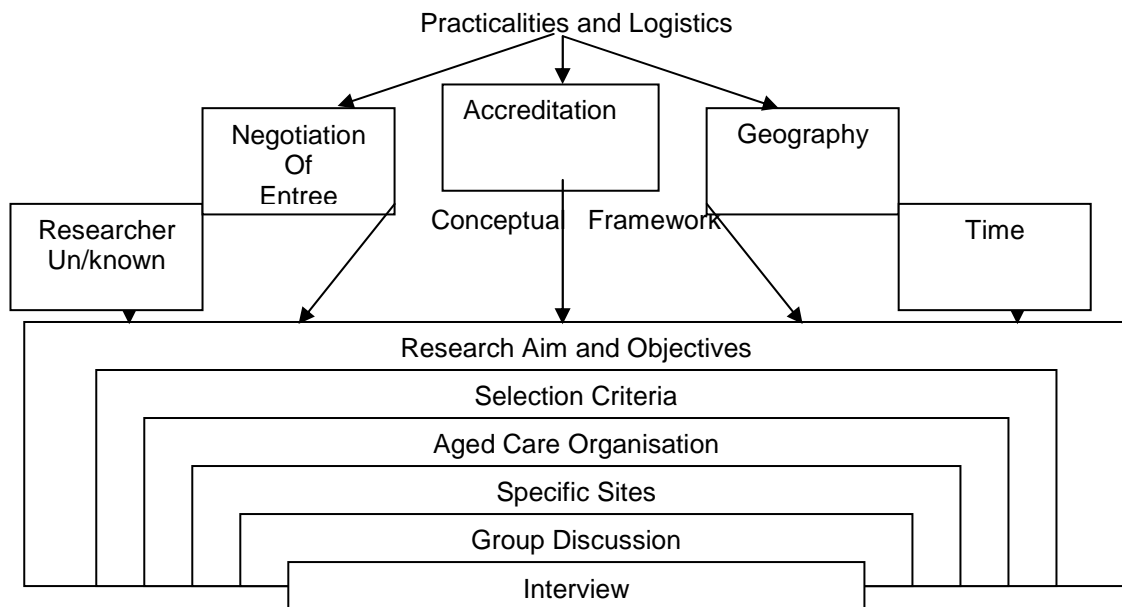 Practicalities and Logistics
Accreditation
Negotiation
Of
Entree
Geography
Researcher
Un/known
Conceptual Framework
Time
Research Aim and Objectives
Selection Criteria
Aged Care Organisation
Specific Sites
Group Discussion
Interview